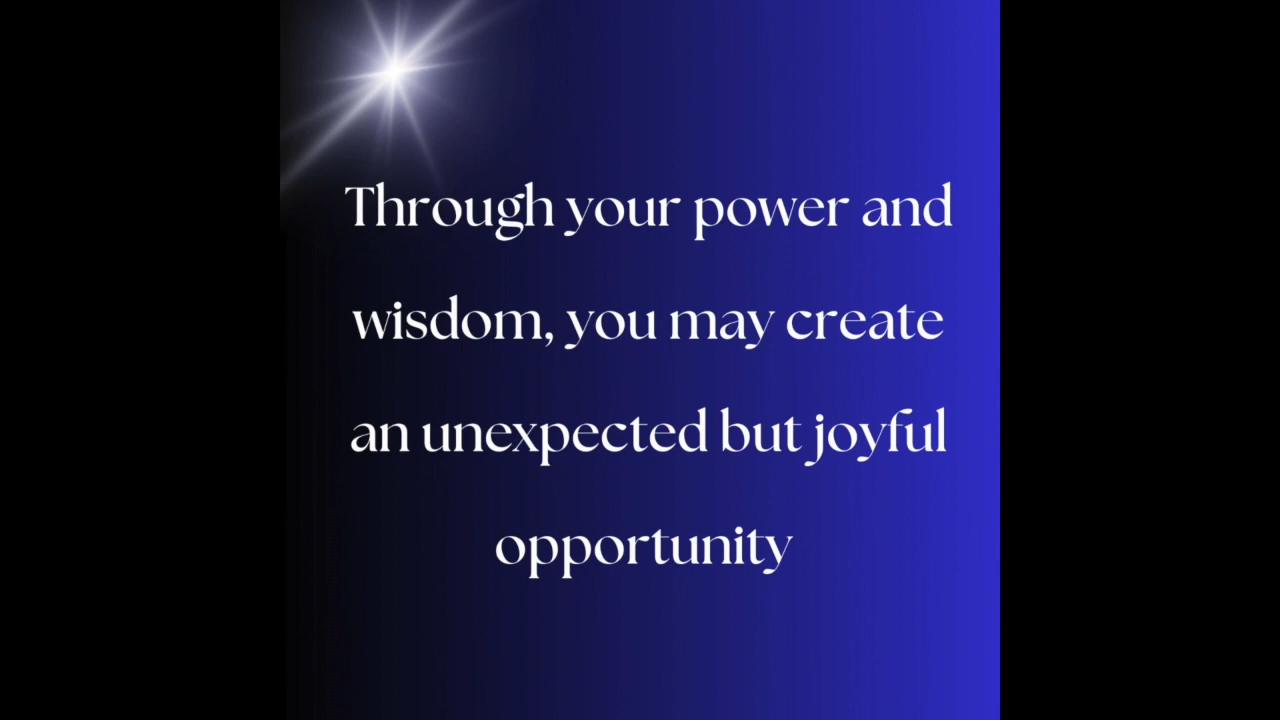 Through your power and
wisdom, you may create
an unexpected but joyful
opportunity